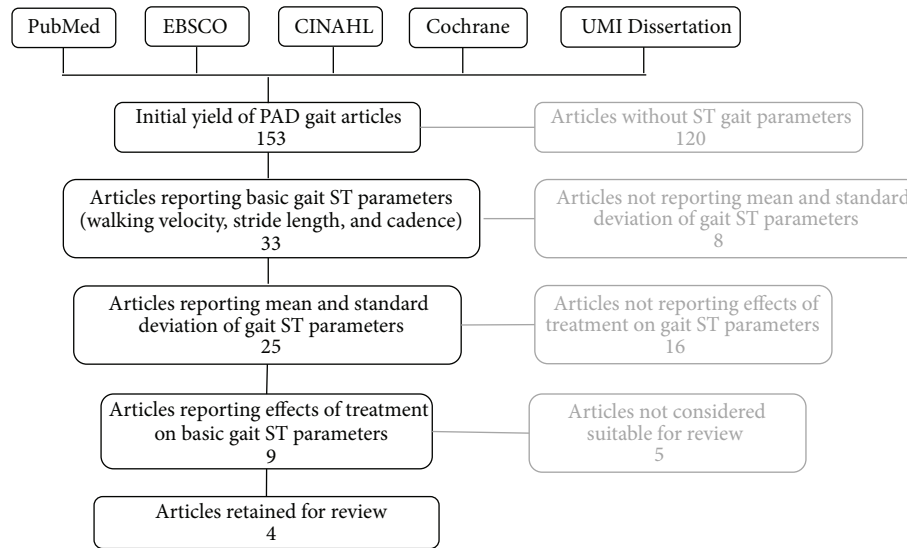 PubMed
EBSCO
CINAHL
Cochrane
UMI Dissertation
Initial yield of PAD gait articles
153
Articles without ST gait parameters
120
Articles reporting basic gait ST parameters
(walking velocity, stride length, and cadence)
33
Articles not reporting mean and standard
deviation of gait ST parameters
8
Articles reporting mean and standard
deviation of gait ST parameters
25
Articles not reporting effects of
treatment on gait ST parameters
16
Articles reporting effects of treatment
on basic gait ST parameters
9
Articles not considered
suitable for review
5
Articles retained for review
4